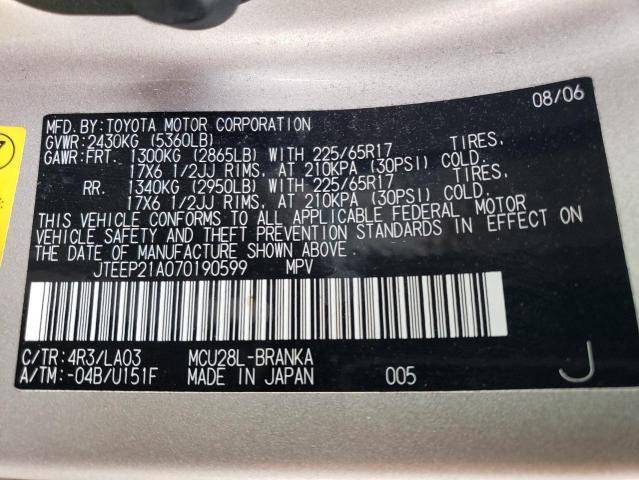 08/06
MFD.BY:TOYOTA MOTOR CORPORATION
GVWR:2430KG (5360LB)
GAWR:FRT. 1300KG (2865LB) WITH 225/65R17 TIRES.
17X6 1/2JJ RIMS. AT 210KPA (30PSI) COLD.
RR. 1340KG (2950LB) WITH 225/65R17 TIRES.
17X6 1/2JJ RIMS. AT 210KPA (30PSI) COLD.
THIS VEHICLE CONFORMS TO ALL APPLICABLE FEDERAL MOTOR
VEHICLE SAFETY AND THEFT PREVENTION STANDARDS IN EFFECT ON
THE DATE OF MANUFACTURE SHOWN ABOVE.
JTEEP21A070190599 MPV
C/TR:4R3/LA03 MCU28L-BRANKA
A/TM:-04B/U151F MADE IN JAPAN 005 J